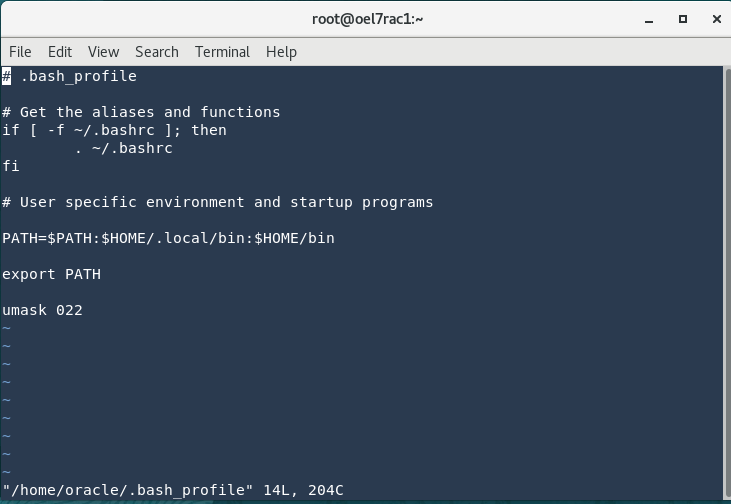 root@oel7rac1:~
File Edit View Search Terminal Help
# .bash_profile
# Get the aliases and functions
if [ -f ~/.bashrc ]; then
        . ~/.bashrc
fi
# User specific environment and startup programs
PATH=$PATH:$HOME/.local/bin:$HOME/bin
export PATH
umask 022
~
~
~
~
~
~
~
~
~
"/home/oracle/.bash_profile" 14L, 204C